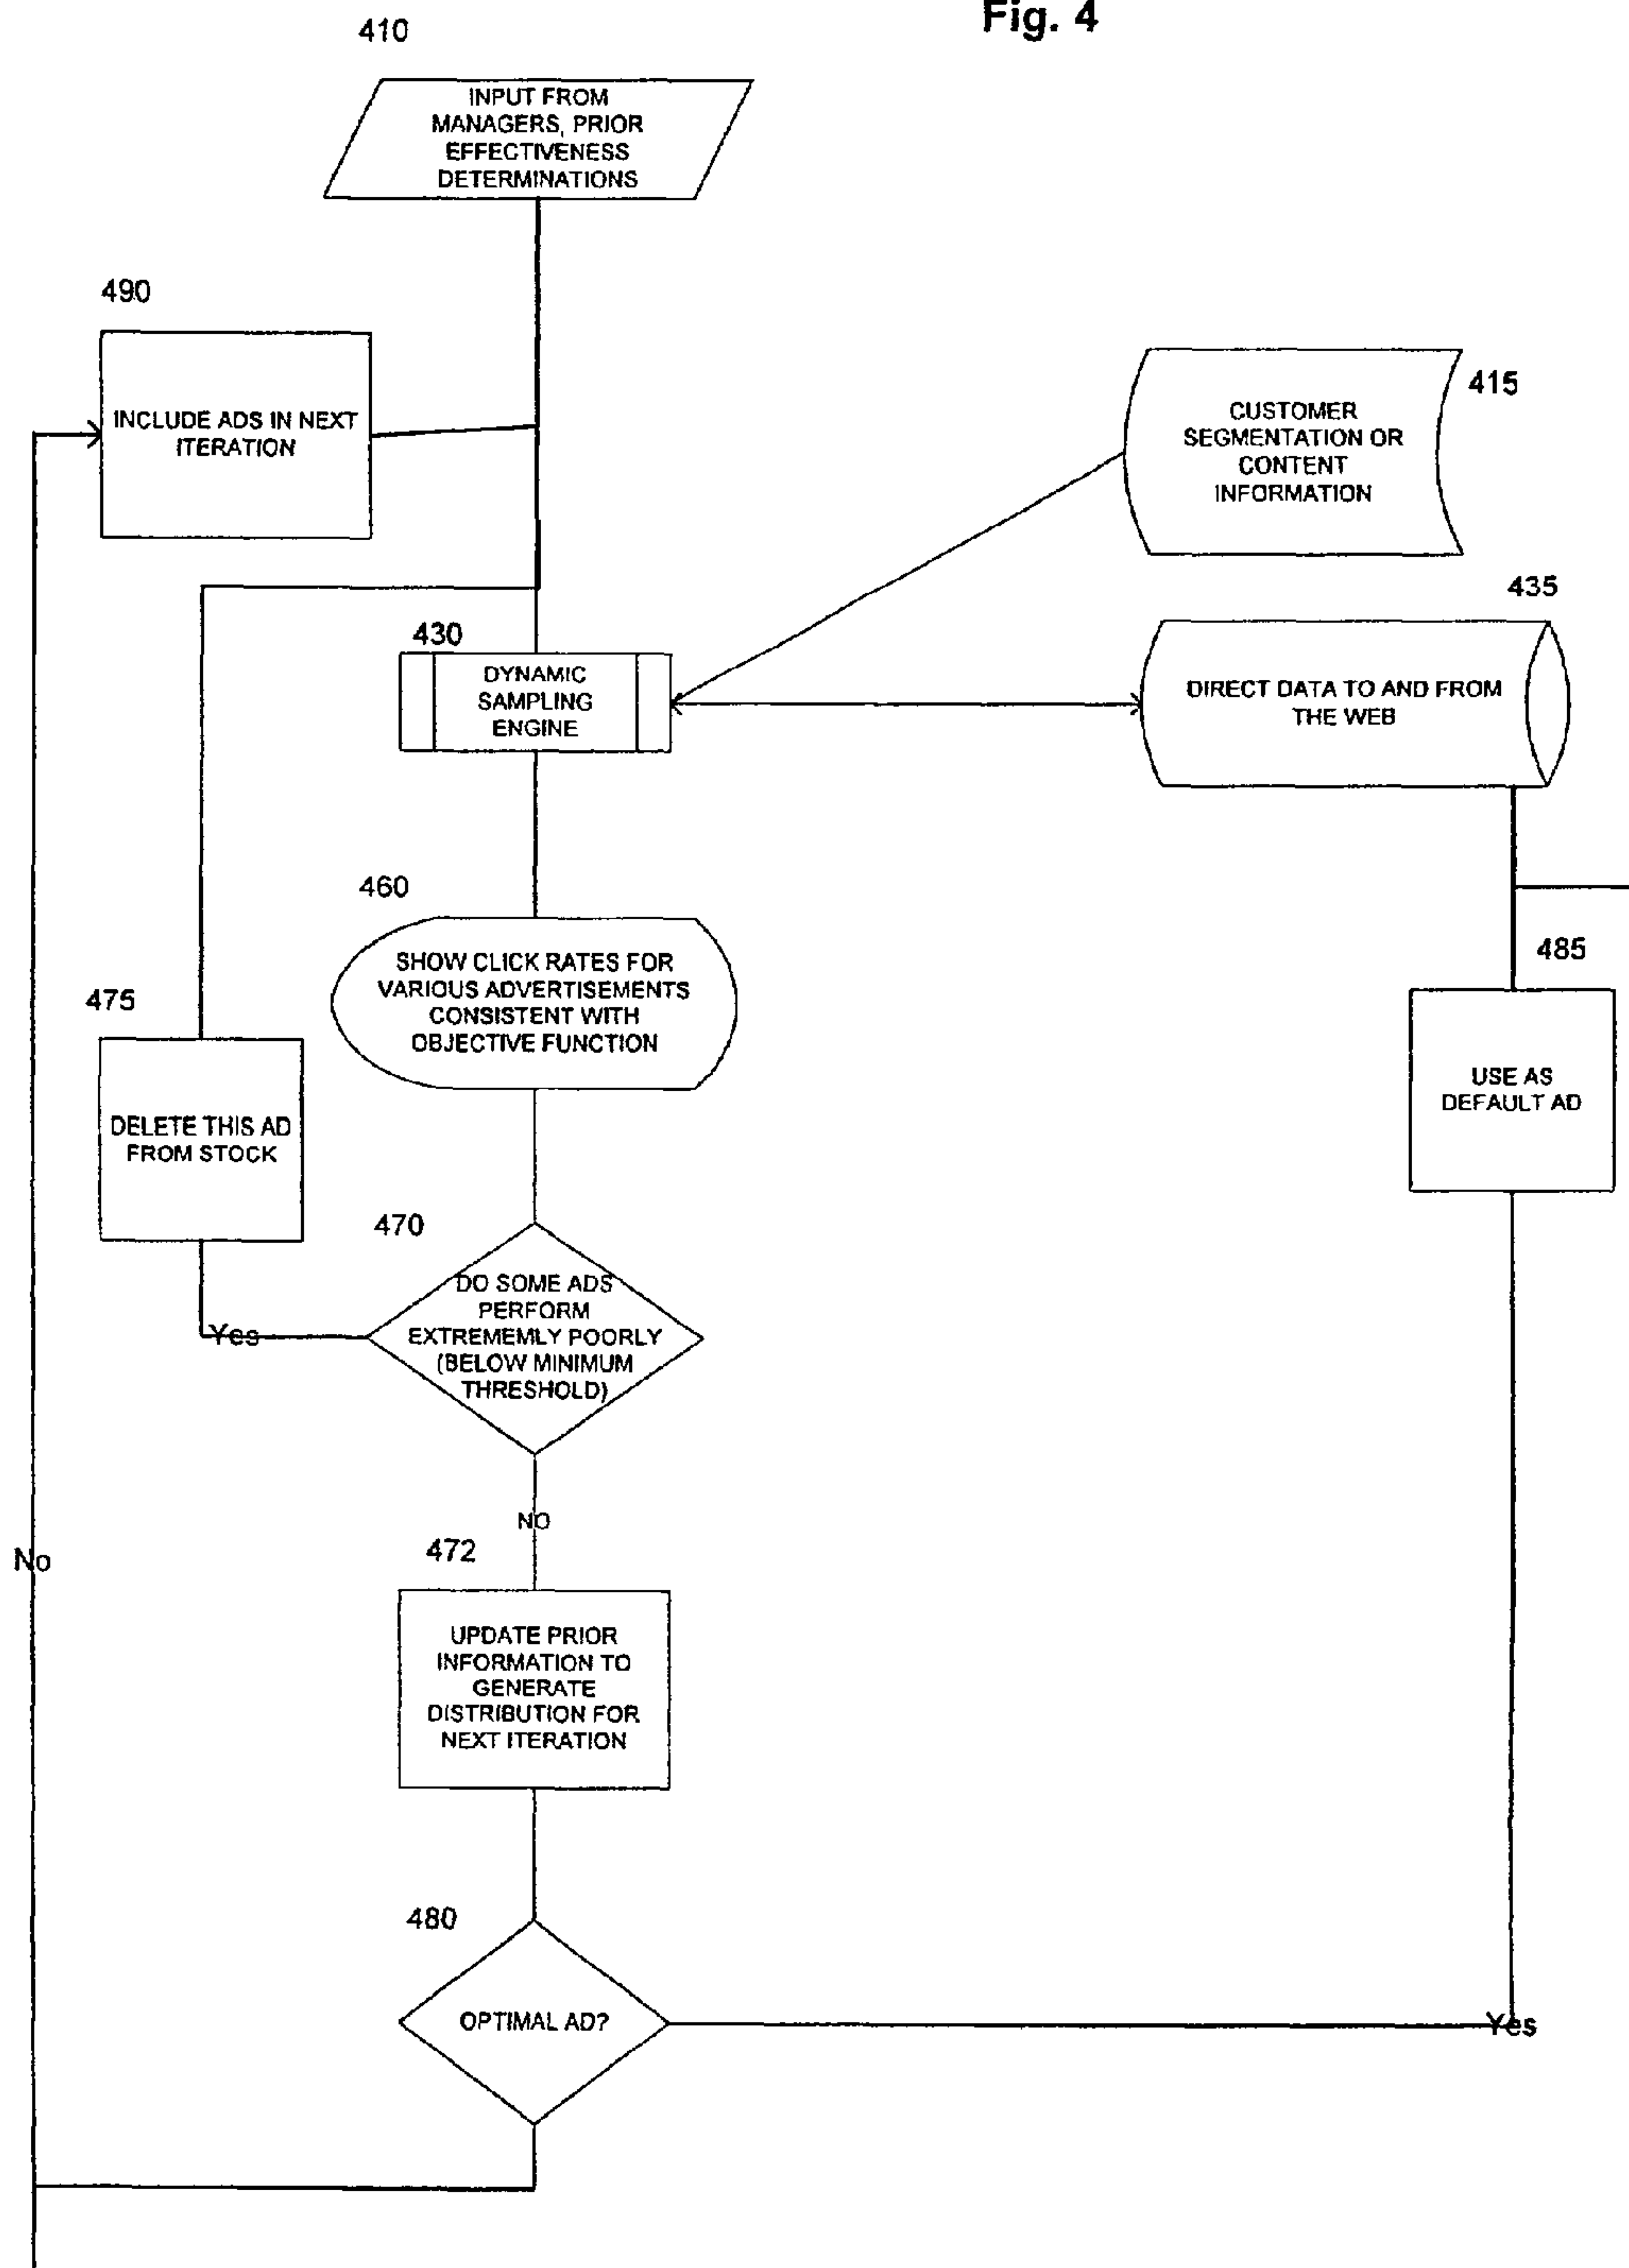 Fig. 4
410
INPUT FROM
MANAGERS, PRIOR
EFFECTIVENESS
DETERMINATIONS
490
INCLUDE ADS IN NEXT
ITERATION
415
CUSTOMER
SEGMENTATION OR
CONTENT
INFORMATION
435
430
DYNAMIC
SAMPLING
ENGINE
DIRECT DATA TO AND FROM
THE WEB
460
SHOW CLICK RATES FOR
VARIOUS ADVERTISEMENTS
CONSISTENT WITH
OBJECTIVE FUNCTION
485
USE AS
DEFAULT AD
475
DELETE THIS AD
FROM STOCK
470
DO SOME ADS
PERFORM
EXTREMEMLY POORLY
(BELOW MINIMUM
THRESHOLD)
Yes
NO
No
472
UPDATE PRIOR
INFORMATION TO
GENERATE
DISTRIBUTION FOR
NEXT ITERATION
480
OPTIMAL AD?
Yes